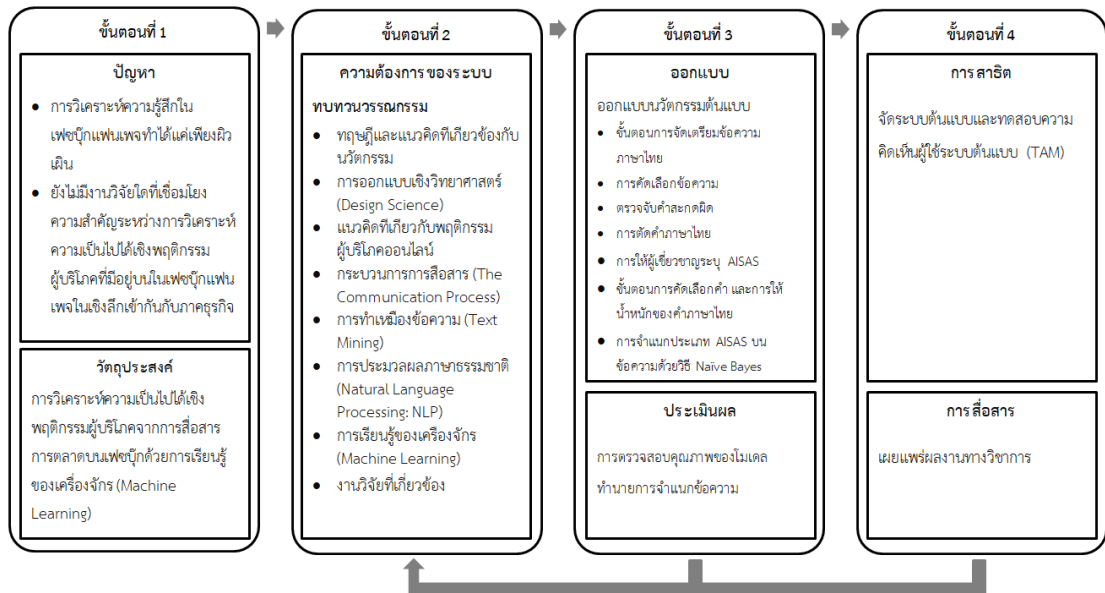 ขั้นตอนที่ 1
ปัญหา
● การวิเคราะห์ความรู้สึกใน
เฟซบุ๊กแฟนเพจทำได้แค่เพียงผิว
เผิน
● ยังไม่มีงานวิจัยใดที่เชื่อมโยง
ความสำคัญระหว่างการวิเคราะห์
ความเป็นไปได้เชิงพฤติกรรม
ผู้บริโภคที่มีอยู่บนในเฟซบุ๊กแฟน
เพจในเชิงลึกเข้ากันกับภาคธุรกิจ
วัตถุประสงค์
การวิเคราะห์ความเป็นไปได้เชิง
พฤติกรรมผู้บริโภคจากการสื่อสาร
การตลาดบนเฟซบุ๊กด้วยการเรียนรู้
ของเครื่องจักร (Machine
Learning)
ขั้นตอนที่ 2
ความต้องการของระบบ
ทบทวนวรรณกรรม
● ทฤษฎีและแนวคิดที่เกี่ยวข้องกับ
นวัตกรรม
● การออกแบบเชิงวิทยาศาสตร์
(Design Science)
● แนวคิดที่เกี่ยวกับพฤติกรรม
ผู้บริโภคออนไลน์
● กระบวนการการสื่อสาร (The
Communication Process)
● การทำเหมืองข้อความ (Text
Mining)
● การประมวลผลภาษาธรรมชาติ
(Natural Language
Processing: NLP)
● การเรียนรู้ของเครื่องจักร
(Machine Learning)
● งานวิจัยที่เกี่ยวข้อง
ขั้นตอนที่ 3
ออกแบบ
ออกแบบนวัตกรรมต้นแบบ
● ขั้นตอนการจัดเตรียมข้อความ
ภาษาไทย
● การคัดเลือกข้อความ
● ตรวจจับคำสะกดผิด
● การตัดคำภาษาไทย
● การให้ผู้เชี่ยวชาญระบุ AISAS
● ขั้นตอนการคัดเลือกคำ และการให้
น้ำหนักของคำภาษาไทย
● การจำแนกประเภท AISAS บน
ข้อความด้วยวิธี Naïve Bayes
ประเมินผล
การตรวจสอบคุณภาพของโมเดล
ทำนายการจำแนกข้อความ
ขั้นตอนที่ 4
การสาธิต
จัดระบบต้นแบบและทดสอบความ
คิดเห็นผู้ใช้ระบบต้นแบบ (TAM)
การสื่อสาร
เผยแพร่ผลงานทางวิชาการ